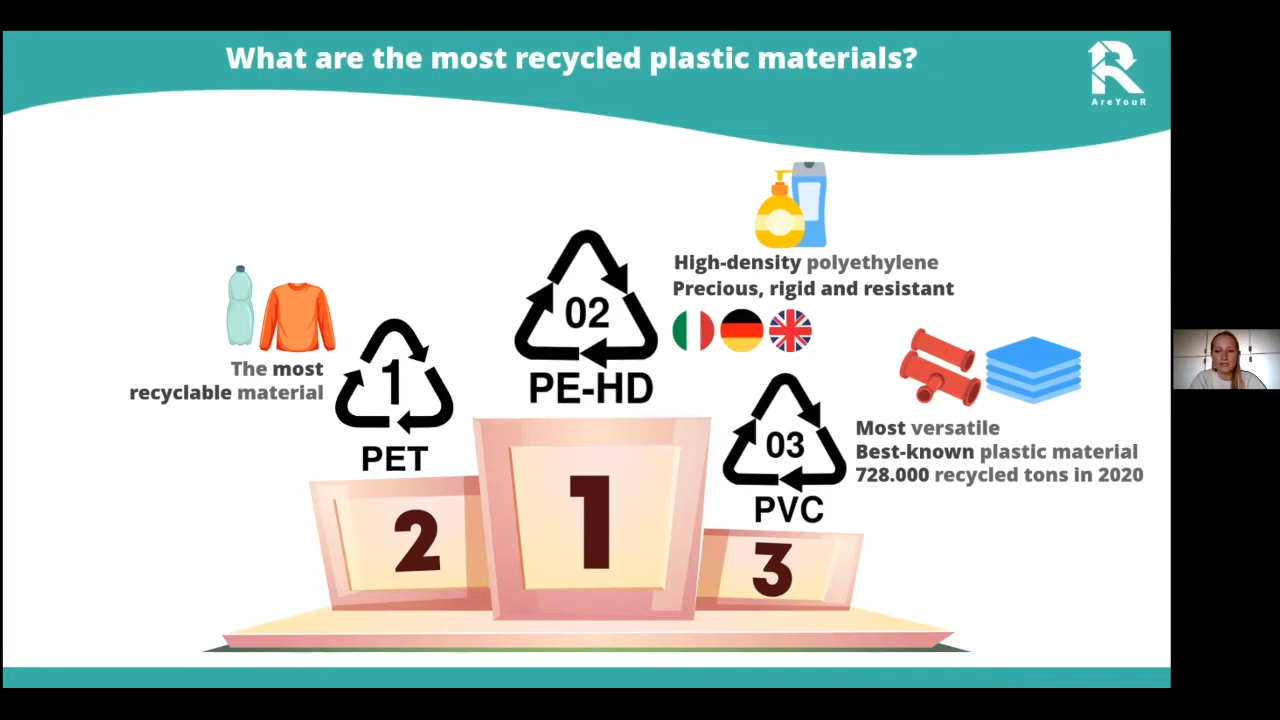 What are the most recycled plastic materials?
AreYouR
High-density polyethylene
Precious, rigid and resistant
02
PE-HD
The most
recyclable material
1
PET
Most versatile
Best-known plastic material
728.000 recycled tons in 2020
03
PVC
2
1
3